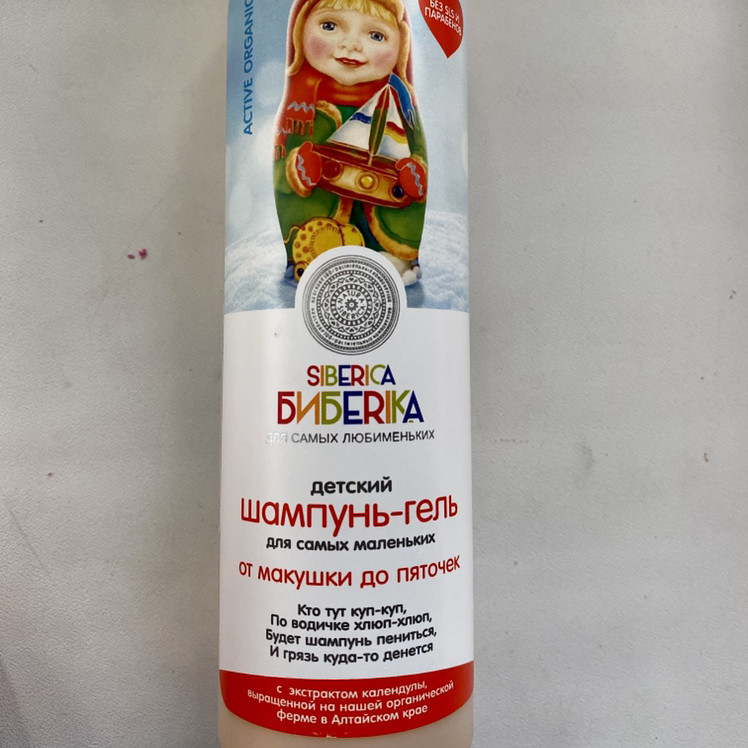 ACTIVE ORGANIC
БЕЗ SLS И
ПАРАБЕНОВ
SIBERICA
БИБЕRIKA
ДЛЯ САМЫХ ЛЮБИМЕНЬКИХ
детский
шампунь-гель
для самых маленьких
от макушки до пяточек
Кто тут куп-куп,
По водичке хлюп-хлюп,
Будет шампунь пениться,
И грязь куда-то денется
с экстрактом календулы,
выращенной на нашей органической
ферме в Алтайском крае